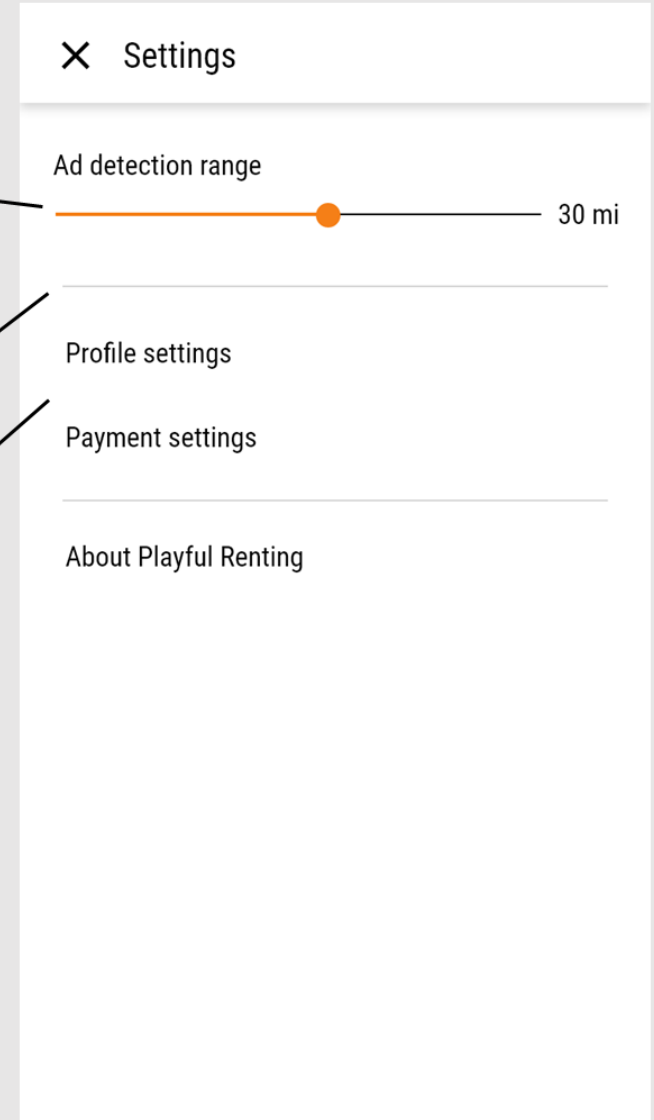 Settings
Ad detection range
30 mi
Profile settings
Payment settings
About Playful Renting